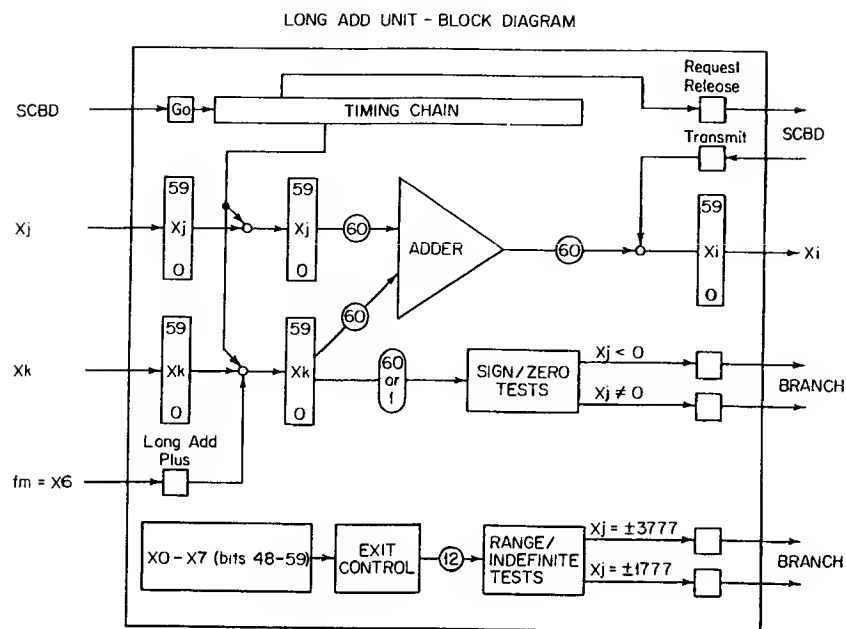 LONG ADD UNIT - BLOCK DIAGRAM
Request
Release
SCBD
Go
TIMING CHAIN
SCBD
Transmit
59
Xj
0
59
Xj
0
60
ADDER
60
59
Xi
0
Xj
Xi
60
59
Xk
0
59
Xk
0
Xk
60
or
1
SIGN/ZERO
TESTS
Xj < 0
Xj ≠ 0
BRANCH
Long Add
Plus
fm = X6
X0 - X7 (bits 48-59)
EXIT
CONTROL
12
RANGE/
INDEFINITE
TESTS
Xj = ±3777
Xj = ±1777
BRANCH